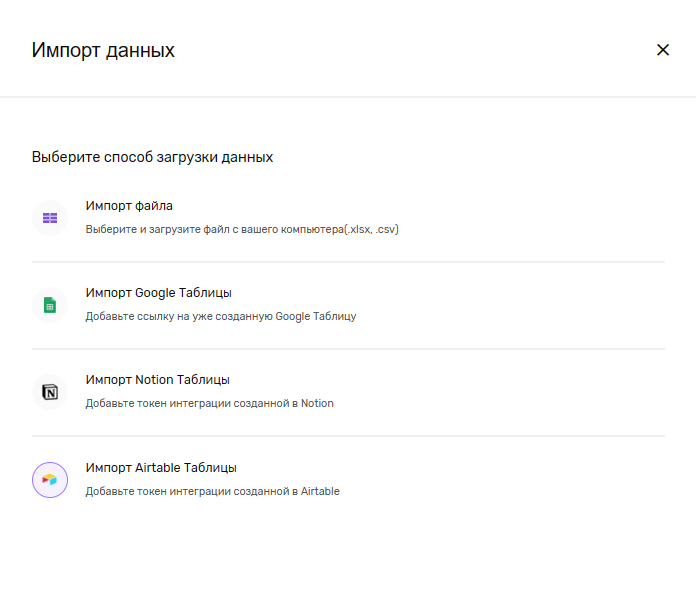 Импорт данных
Выберите способ загрузки данных
Импорт файла
Выберите и загрузите файл с вашего компьютера(.xlsx, .csv)
Импорт Google Таблицы
Добавьте ссылку на уже созданную Google Таблицу
Импорт Notion Таблицы
Добавьте токен интеграции созданной в Notion
Импорт Airtable Таблицы
Добавьте токен интеграции созданной в Airtable